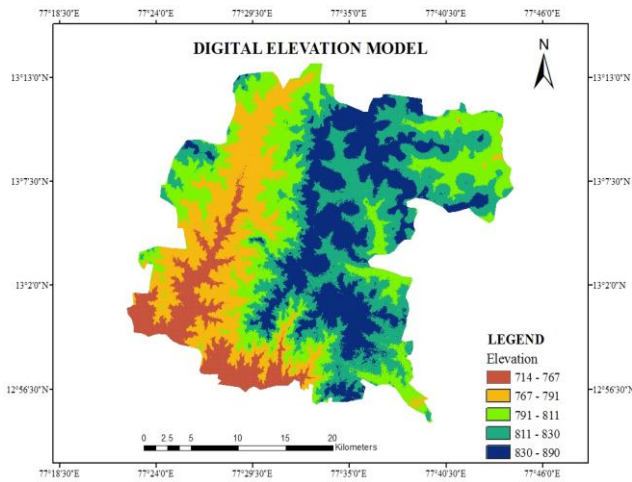 77°18'30"E 77°24'0"E 77°29'30"E 77°35'0"E 77°40'30"E 77°46'0"E
DIGITAL ELEVATION MODEL
N
13°13'0"N 13°13'0"N
13°7'30"N 13°7'30"N
13°2'0"N 13°2'0"N
12°56'30"N 12°56'30"N
LEGEND
Elevation
714 - 767
767 - 791
791 - 811
811 - 830
830 - 890
0 2.5 5 10 15 20
Kilometers
77°18'30"E 77°24'0"E 77°29'30"E 77°35'0"E 77°40'30"E 77°46'0"E